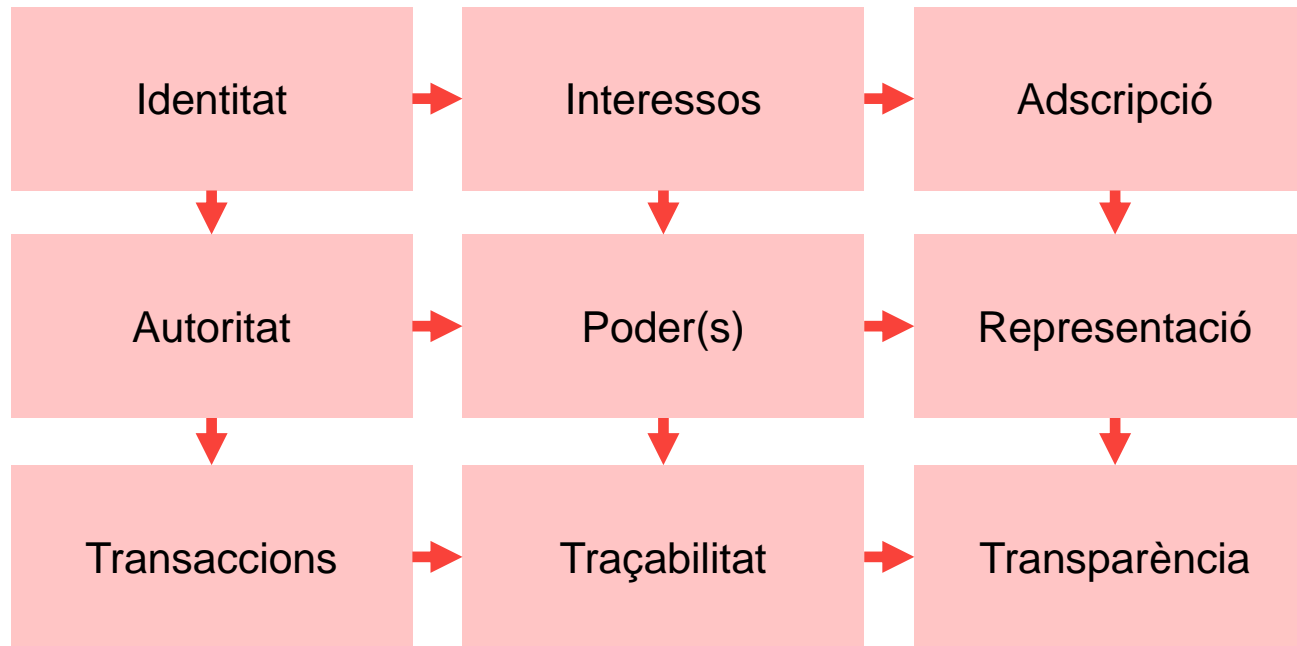 Identitat
Interessos
Adscripció
Autoritat
Poder(s)
Representació
Transaccions
Traçabilitat
Transparència